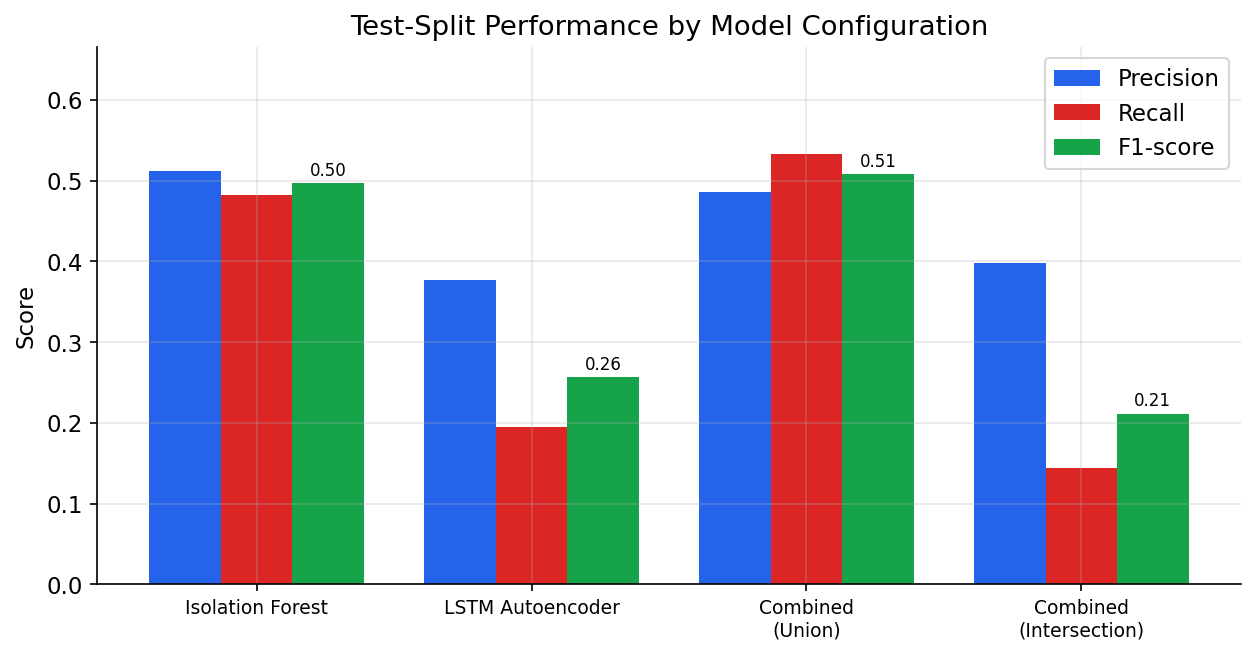 Test-Split Performance by Model Configuration
Precision
Recall
F1-score
Score
0.6
0.5
0.4
0.3
0.2
0.1
0.0
0.50
0.26
0.51
0.21
Isolation Forest
LSTM Autoencoder
Combined
(Union)
Combined
(Intersection)